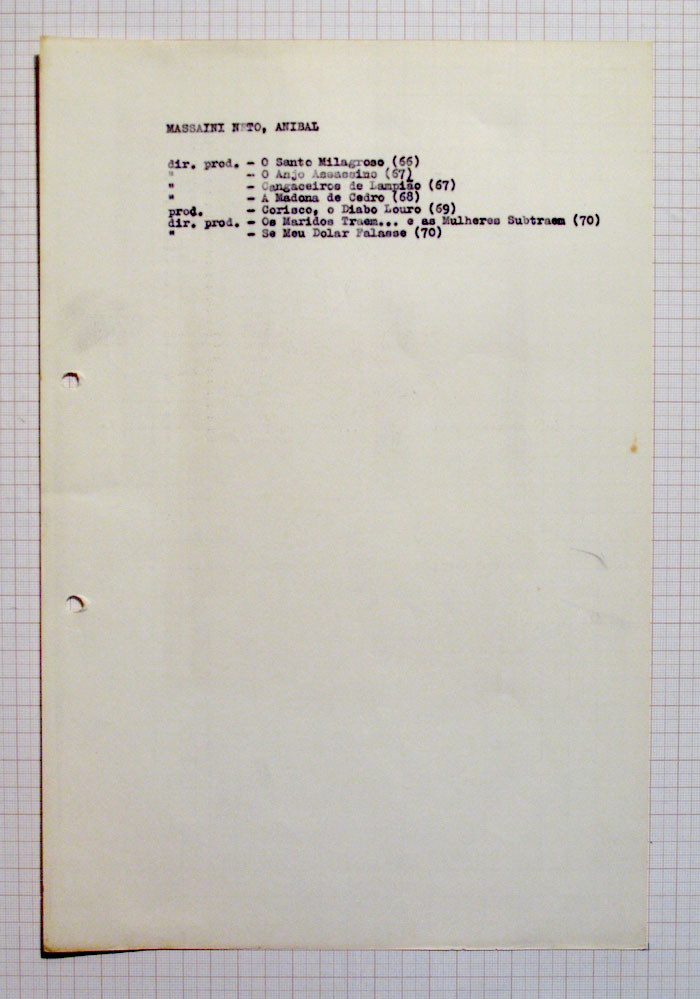 MASSAINI NETO, ANIBAL
dir. prod. - O Santo Milagroso (66)
" - O Anjo Assassino (67)
" - Cangaceiros de Lampião (67)
" - A Madona de Cedro (68)
prod. - Corisco, o Diabo Louro (69)
dir. prod. - Os Maridos Traem... e as Mulheres Subtraem (70)
" - Se Meu Dolar Falasse (70)